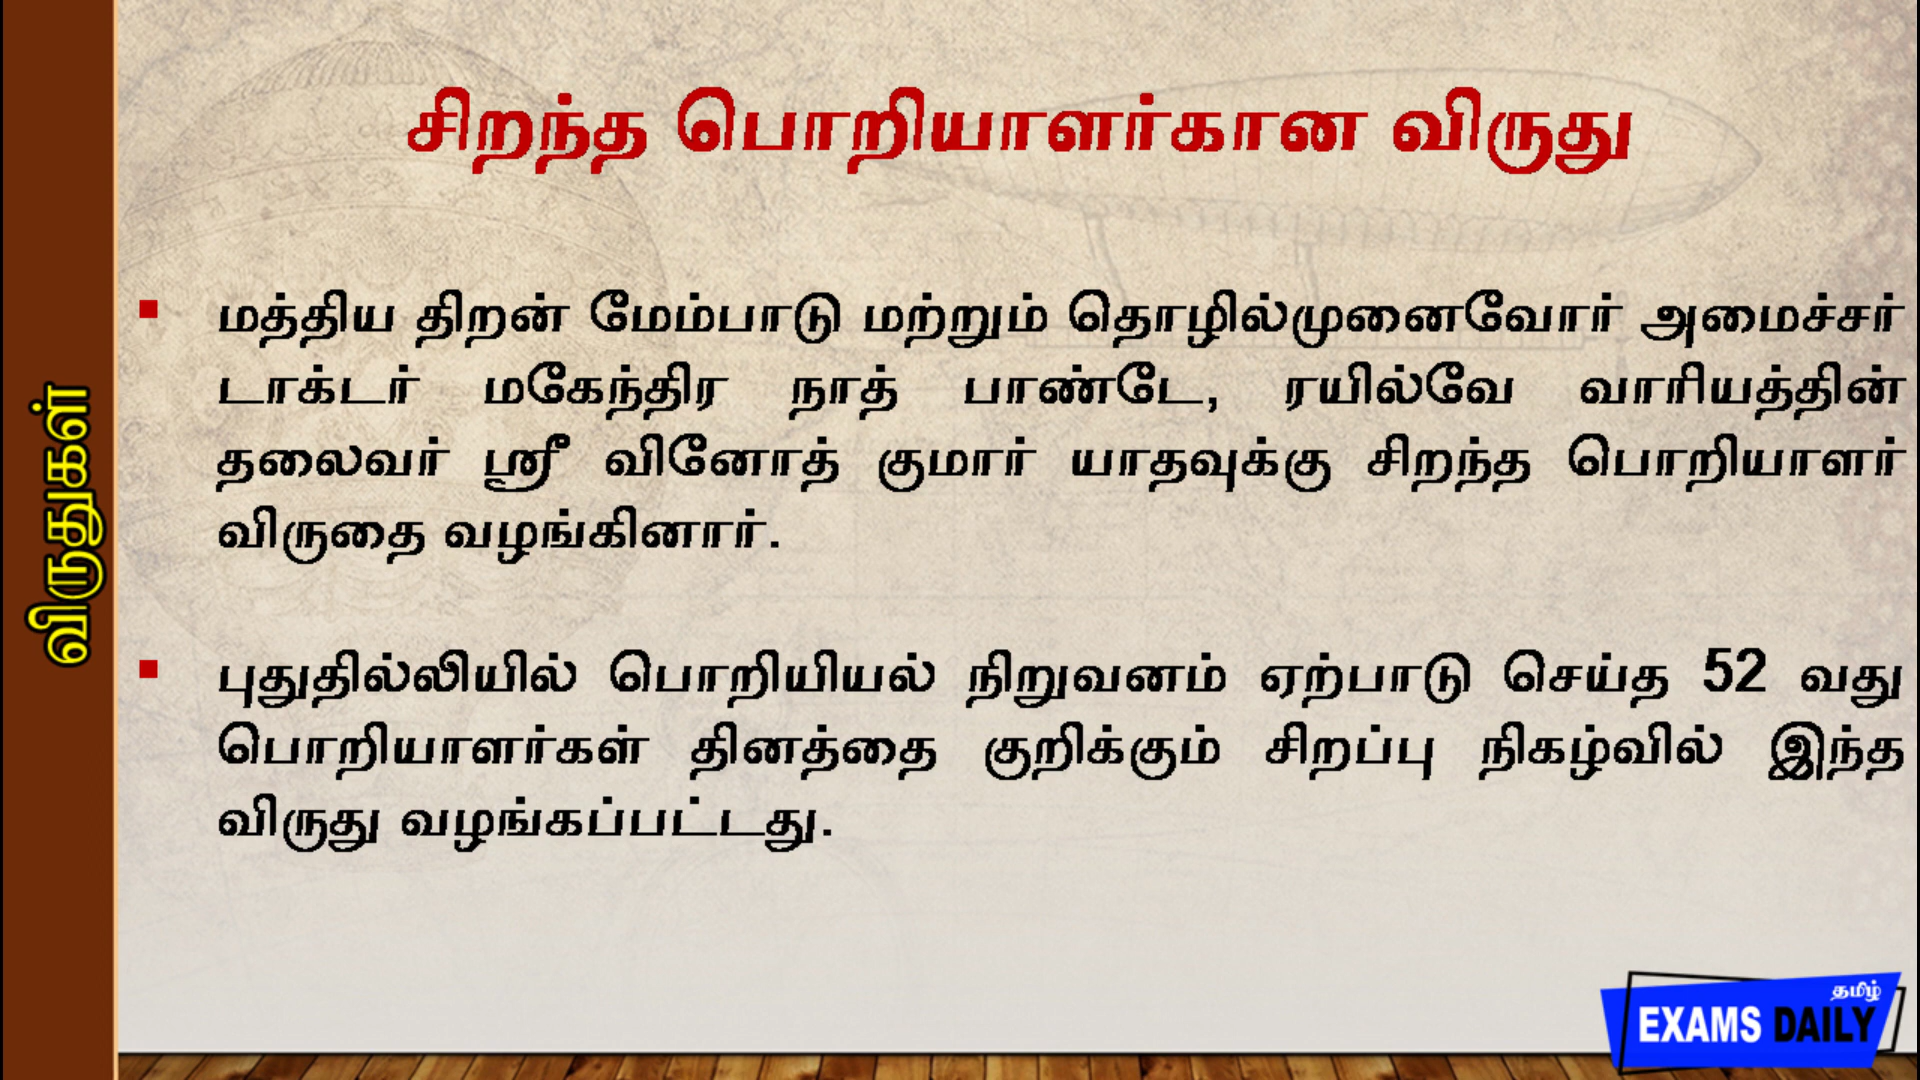 சிறந்த பொறியாளர்கான விருது
விருதுகள்
▪ மத்திய திறன் மேம்பாடு மற்றும் தொழில்முனைவோர் அமைச்சர்
டாக்டர் மகேந்திர நாத் பாண்டே, ரயில்வே வாரியத்தின்
தலைவர் ஸ்ரீ வினோத் குமார் யாதவுக்கு சிறந்த பொறியாளர்
விருதை வழங்கினார்.
▪ புதுதில்லியில் பொறியியல் நிறுவனம் ஏற்பாடு செய்த 52 வது
பொறியாளர்கள் தினத்தை குறிக்கும் சிறப்பு நிகழ்வில் இந்த
விருது வழங்கப்பட்டது.
தமிழ்
EXAMS DAILY